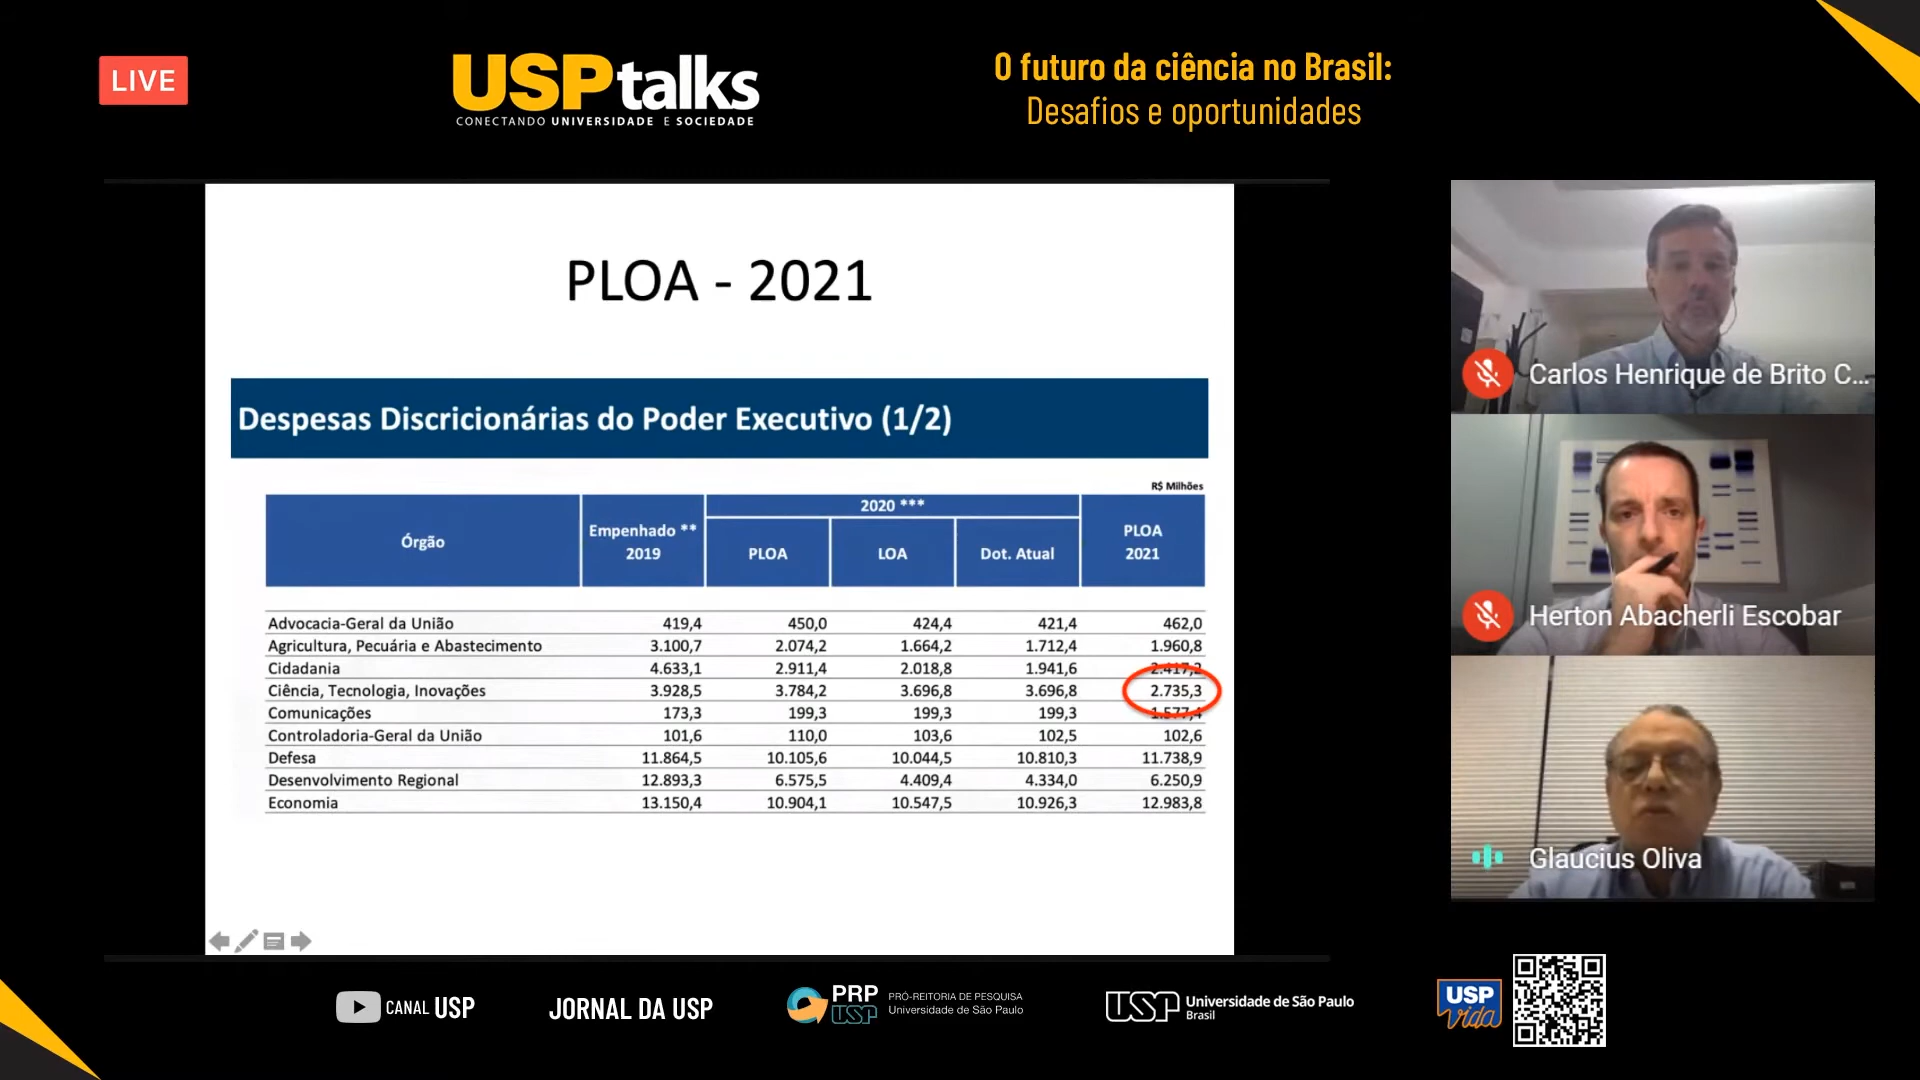 LIVE
USPtalks
CONECTANDO UNIVERSIDADE E SOCIEDADE
O futuro da ciência no Brasil:
Desafios e oportunidades
PLOA - 2021
Despesas Discricionárias do Poder Executivo (1/2)
R$ Milhões
Órgão
Empenhado **
2019
2020 ***
PLOA
LOA
Dot. Atual
PLOA
2021
Advocacia-Geral da União 419,4 450,0 424,4 421,4 462,0
Agricultura, Pecuária e Abastecimento 3.100,7 2.074,2 1.664,2 1.712,4 1.960,8
Cidadania 4.633,1 2.911,4 2.018,8 1.941,6 2.417,2
Ciência, Tecnologia, Inovações 3.928,5 3.784,2 3.696,8 3.696,8 2.735,3
Comunicações 173,3 199,3 199,3 199,3 1.577,4
Controladoria-Geral da União 101,6 110,0 103,6 102,5 102,6
Defesa 11.864,5 10.105,6 10.044,5 10.810,3 11.738,9
Desenvolvimento Regional 12.893,3 6.575,5 4.409,4 4.334,0 6.250,9
Economia 13.150,4 10.904,1 10.547,5 10.926,3 12.983,8
Carlos Henrique de Brito C...
Herton Abacherli Escobar
Glaucius Oliva
CANAL USP
JORNAL DA USP
PRP
USP
PRÓ-REITORIA DE PESQUISA
Universidade de São Paulo
USP
Universidade de São Paulo
Brasil
USP
Vida